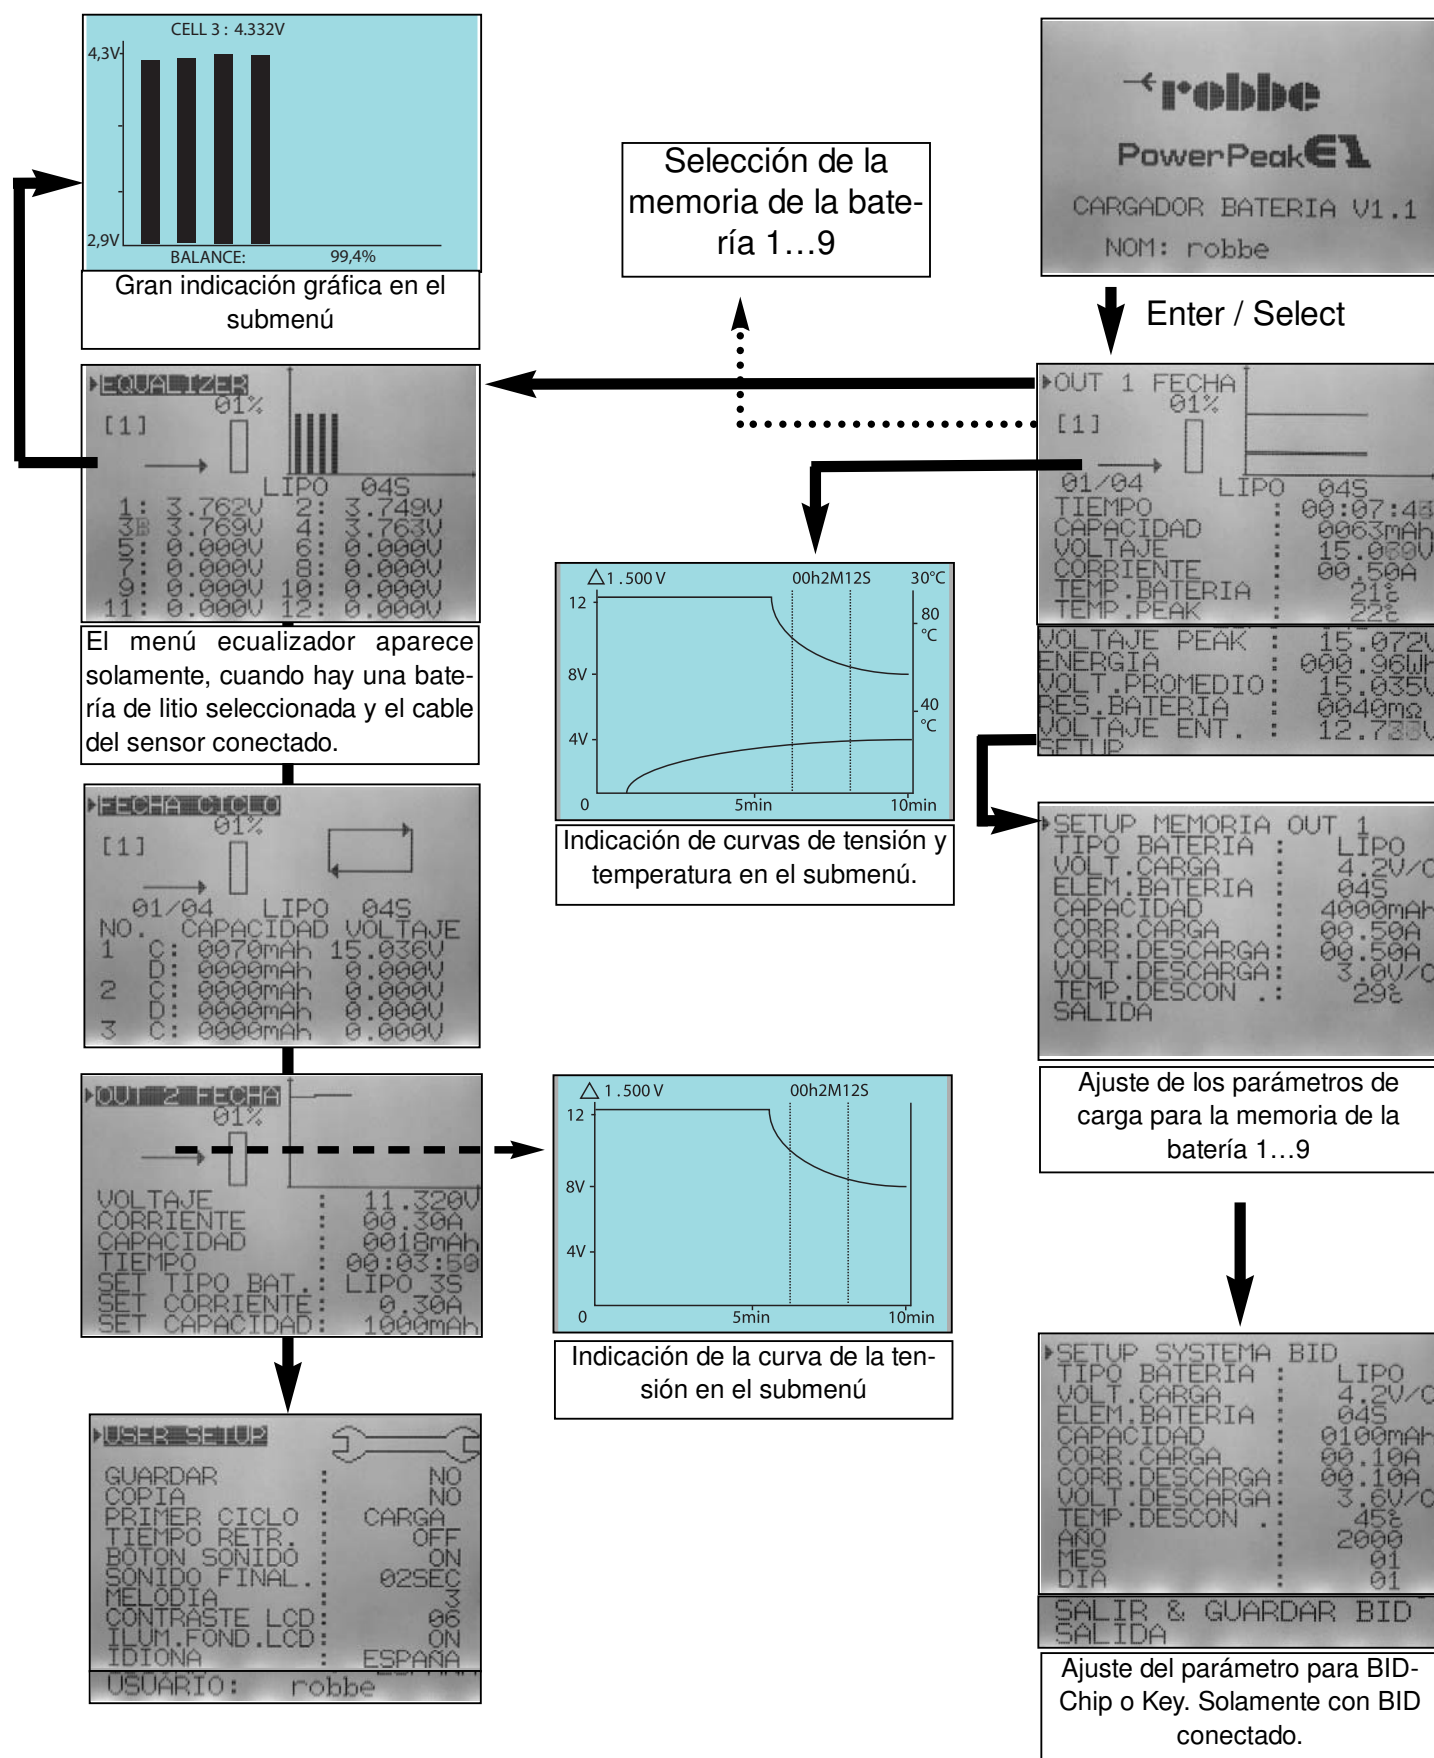 CELL 3 : 4.332V
4,3V
2,9V
BALANCE: 99,4%
Gran indicación gráfica en el
submenú
Selección de la
memoria de la bate-
ría 1...9
robbe
PowerPeak E1
CARGADOR BATERIA V1.1
NOM: robbe
Enter / Select
EQUALIZER
01%
[1]
LIPO 04S
1: 3.762V 2: 3.749V
3B 3.769V 4: 3.763V
5: 0.000V 6: 0.000V
7: 0.000V 8: 0.000V
9: 0.000V 10: 0.000V
11: 0.000V 12: 0.000V
El menú ecualizador aparece
solamente, cuando hay una bate-
ría de litio seleccionada y el cable
del sensor conectado.
OUT 1 FECHA
01%
[1]
01/04 LIPO 04S
TIEMPO : 00:07:
CAPACIDAD : 0063mAh
VOLTAJE :
CORRIENTE : 00.50A
TEMP.BATERIA : 21°c
TEMP.PEAK : 22°c
VOLTAJE PEAK : 15.072V
ENERGIA : 000.96Wh
VOLT.PROMEDIO: 15.035V
RES.BATERIA : 0040mΩ
VOLTAJE ENT. :
SETUP
△1.500 V 00h2M12S 30°C
12
8V
4V
0
80
°C
40
°C
5min
10min
Indicación de curvas de tensión y
temperatura en el submenú.
FECHA CICLO
01%
[1]
01/04 LIPO 04S
NO. CAPACIDAD VOLTAJE
1 C: 0070mAh 15.036V
D: 0000mAh 0.000V
2 C: 0000mAh 0.000V
D: 0000mAh 0.000V
3 C: 0000mAh 0.000V
SETUP MEMORIA OUT 1
TIPO BATERIA : LIPO
VOLT.CARGA : 4.2V/C
ELEM.BATERIA : 04S
CAPACIDAD : 4000mAh
CORR.CARGA : 00.50A
CORR.DESCARGA: 00.50A
VOLT.DESCARGA: 3.0V/C
TEMP.DESCON .: 29°c
SALIDA
Ajuste de los parámetros de
carga para la memoria de la
batería 1...9
OUT 2 FECHA
01%
VOLTAJE : 11.320V
CORRIENTE : 00.30A
CAPACIDAD : 0018mAh
TIEMPO : 00:03:50
SET TIPO BAT.: LIPO 3S
SET CORRIENTE: 0.30A
SET CAPACIDAD: 1000mAh
△1.500 V 00h2M12S
12
8V
4V
0
5min
10min
Indicación de la curva de la ten-
sión en el submenú
USER SETUP
GUARDAR : NO
COPIA : NO
PRIMER CICLO : CARGA
TIEMPO RETR. : OFF
BOTON SONIDO : ON
SONIDO FINAL.: 02SEC
MELODIA : 3
CONTRASTE LCD: 06
ILUM.FOND.LCD: ON
IDIONA : ESPAÑA
USUARIO: robbe
SETUP SYSTEMA BID
TIPO BATERIA : LIPO
VOLT.CARGA : 4.2V/C
ELEM.BATERIA : 04S
CAPACIDAD : 0100mAh
CORR.CARGA : 00.10A
CORR.DESCARGA: 00.10A
VOLT.DESCARGA: 3.6V/C
TEMP.DESCON .: 45°c
AÑO : 2000
MES : 01
DIA : 01
SALIR & GUARDAR BID
SALIDA
Ajuste del parámetro para BID-
Chip o Key. Solamente con BID
conectado.